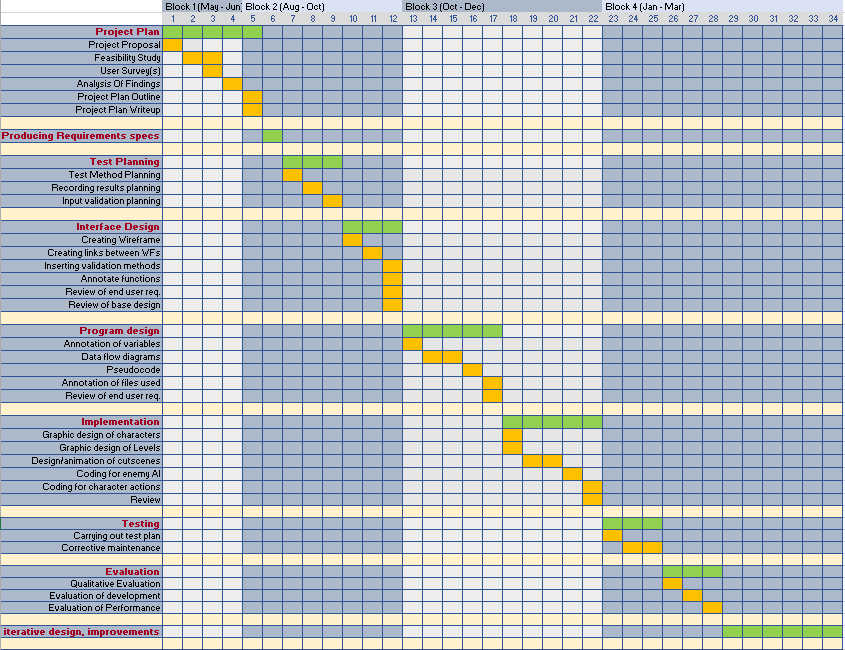 Block 1(May - Jun Block 2 (Aug - Oct) Block 3 (Oct - Dec) Block 4 (Jan - Mar)
1 2 3 4 5 6 7 8 9 10 11 12 13 14 15 16 17 18 19 20 21 22 23 24 25 26 27 28 29 30 31 32 33 34
Project Plan
Project Proposal
Feasibility Study
User Survey(s)
Analysis Of Findings
Project Plan Outline
Project Plan Writeup
Producing Requirements specs
Test Planning
Test Method Planning
Recording results planning
Input validation planning
Interface Design
Creating Wireframe
Creating links between WFs
Inserting validation methods
Annotate functions
Review of end user req.
Review of base design
Program design
Annotation of variables
Data flow diagrams
Pseudocode
Annotation of files used
Review of end user req.
Implementation
Graphic design of characters
Graphic design of Levels
Design/animation of cutscenes
Coding for enemy AI
Coding for character actions
Review
Testing
Carrying out test plan
Corrective maintenance
Evaluation
Qualitative Evaluation
Evaluation of development
Evaluation of Performance
iterative design, improvements